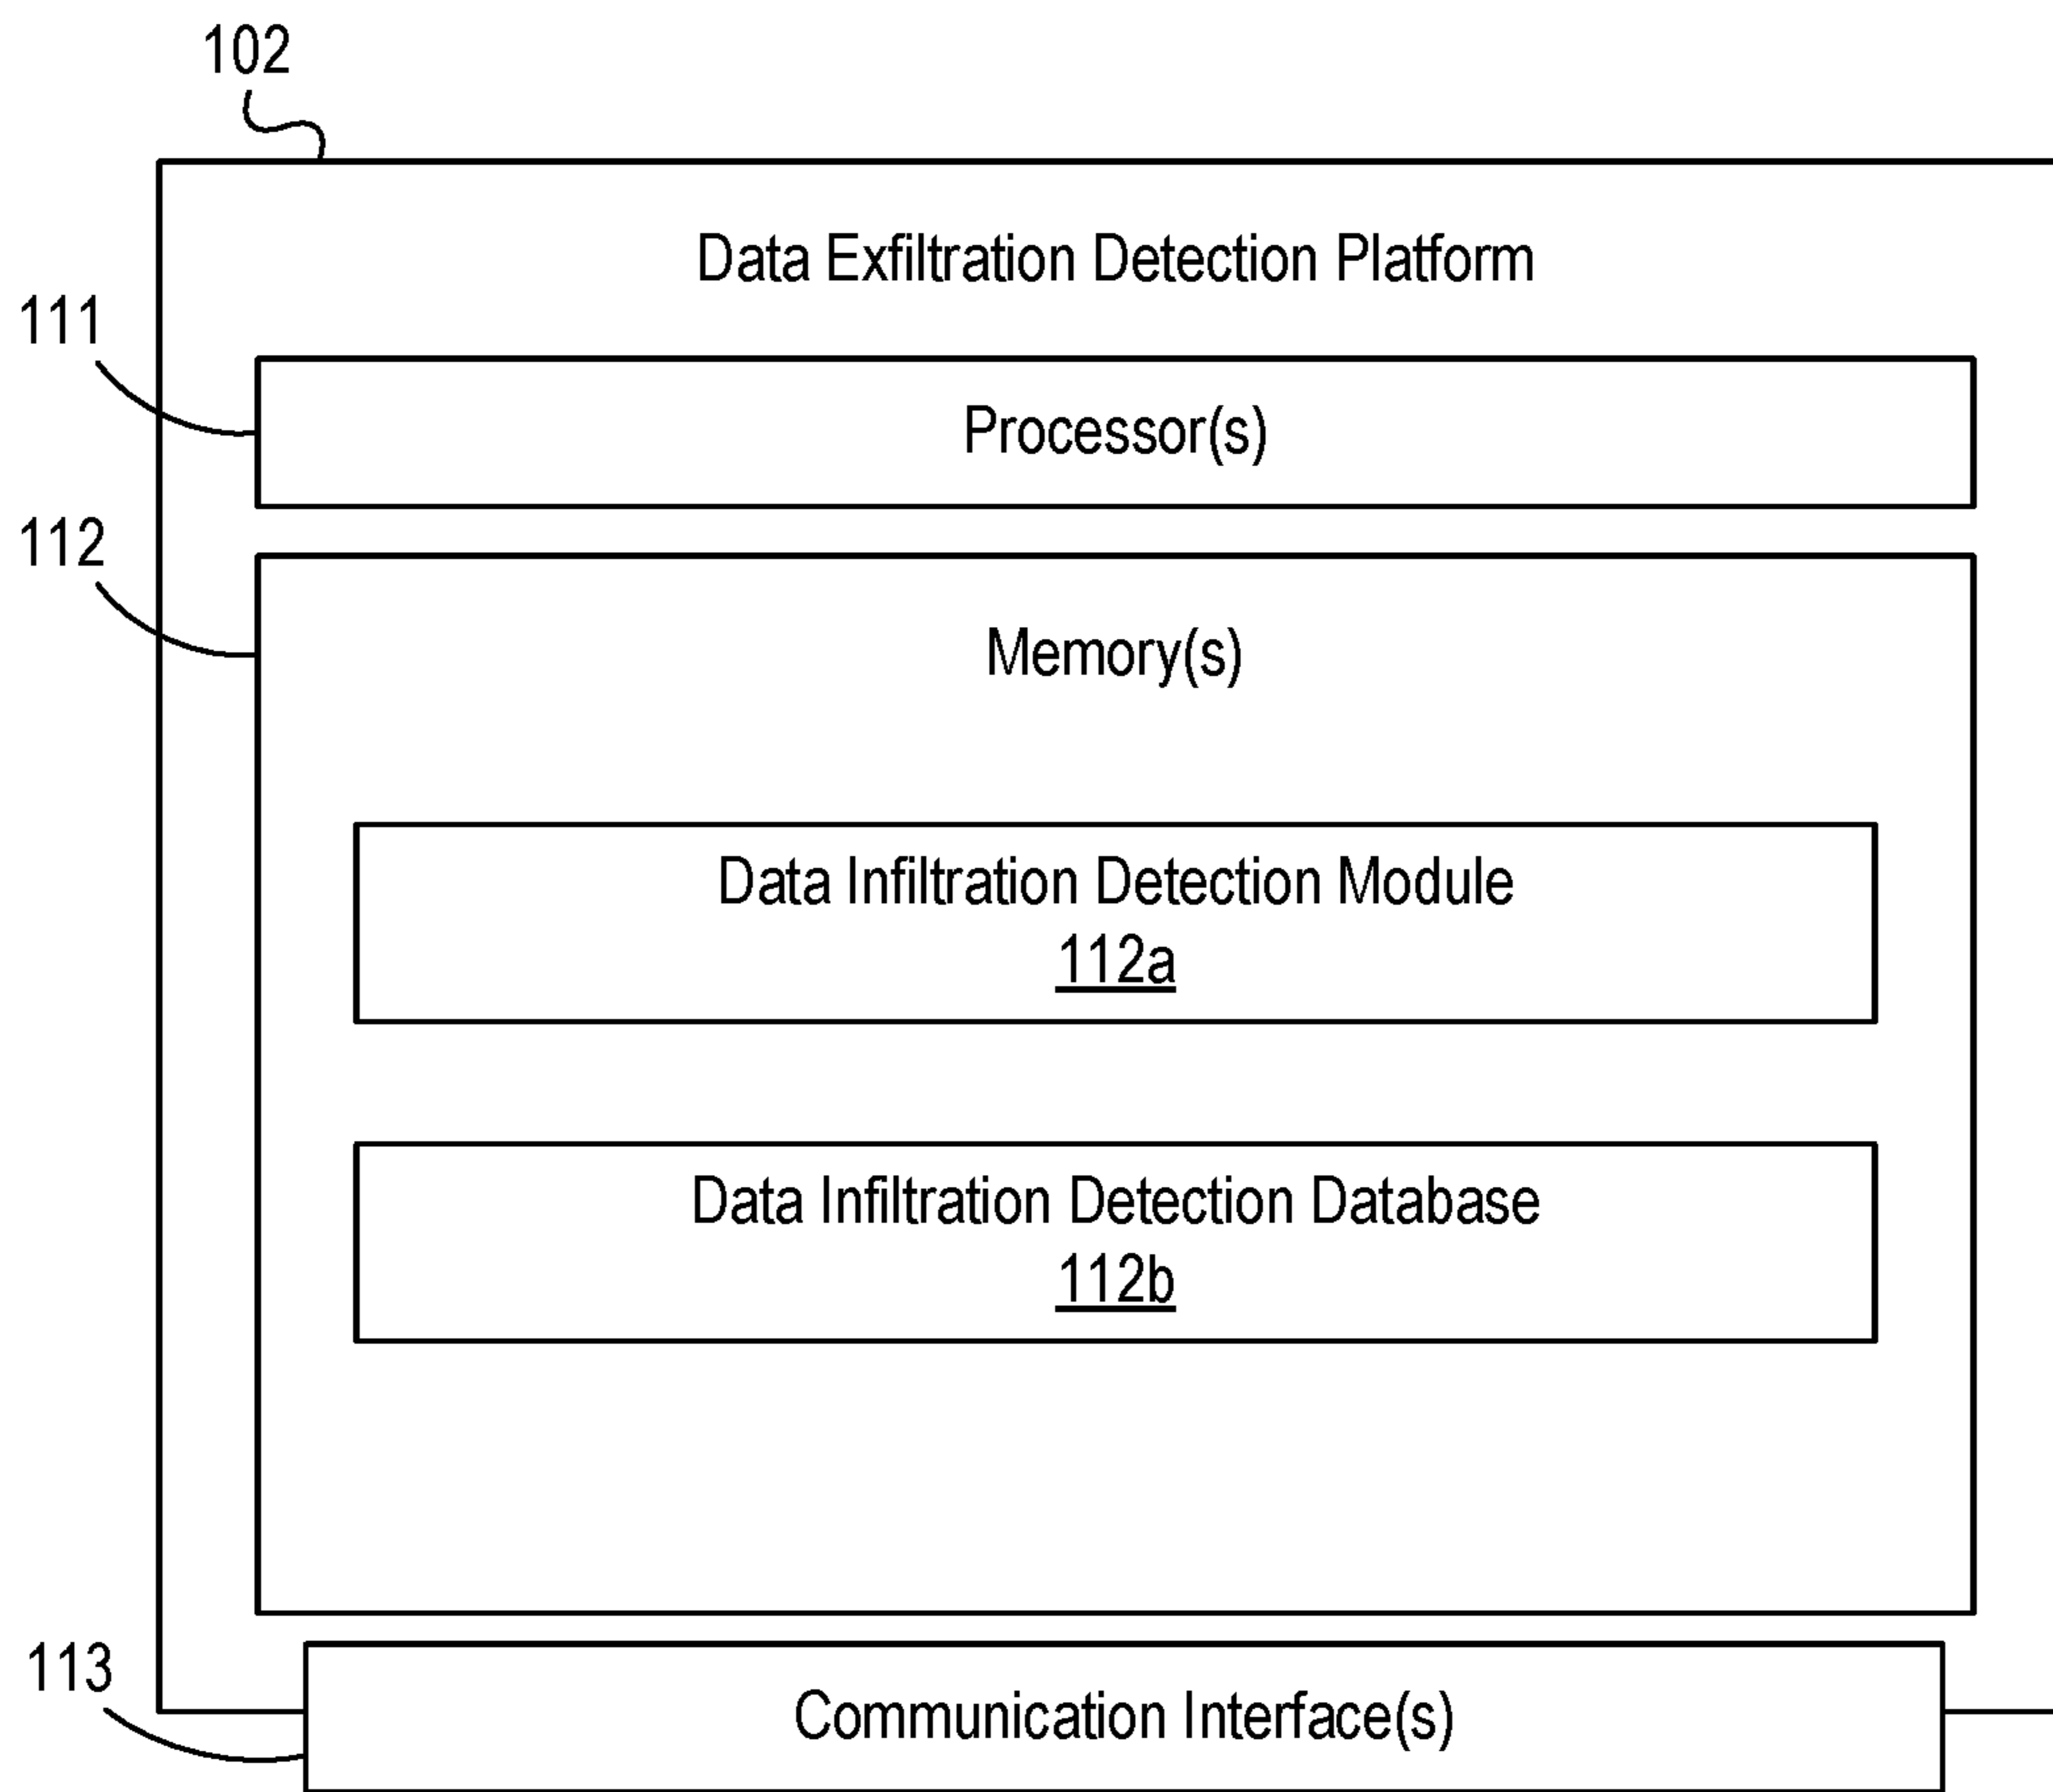 102
Data Exfiltration Detection Platform
111
Processor(s)
112
Memory(s)
Data Infiltration Detection Module
112a
Data Infiltration Detection Database
112b
113
Communication Interface(s)